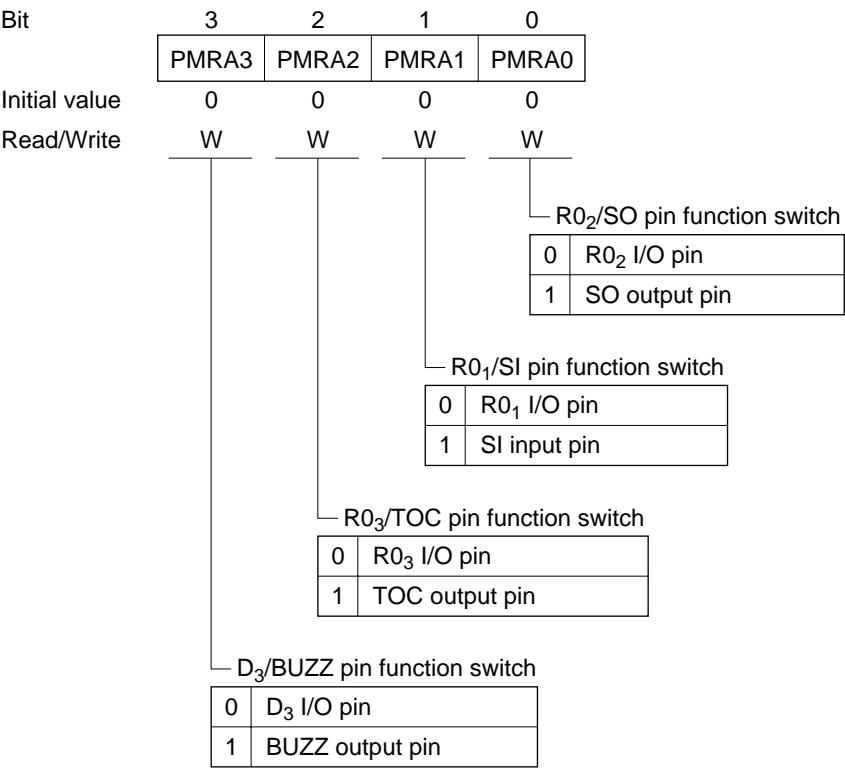 Bit 3 2 1 0
PMRA3 PMRA2 PMRA1 PMRA0
Initial value 0 0 0 0
Read/Write W W W W
R0₂/SO pin function switch
0 R0₂ I/O pin
1 SO output pin
R0₁/SI pin function switch
0 R0₁ I/O pin
1 SI input pin
R0₃/TOC pin function switch
0 R0₃ I/O pin
1 TOC output pin
D₃/BUZZ pin function switch
0 D₃ I/O pin
1 BUZZ output pin